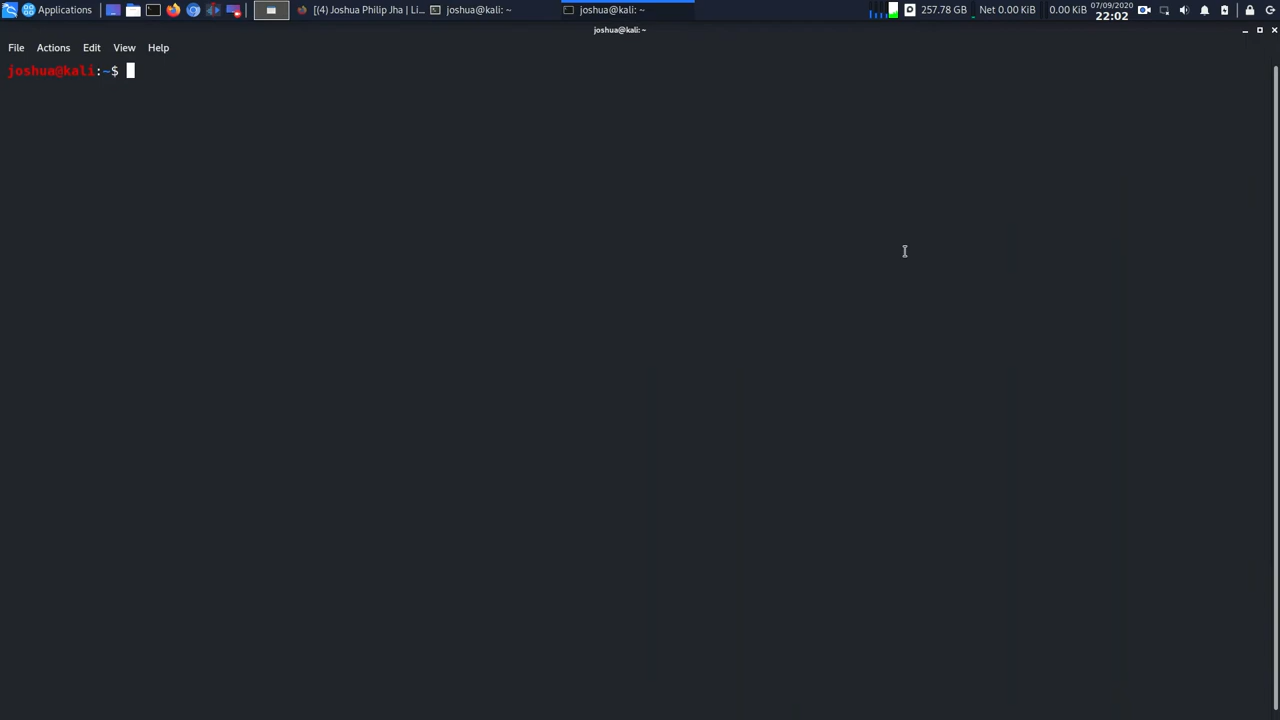 Applications [(4) Joshua Philip Jha | Li... joshua@kali: ~ joshua@kali: ~ 257.78 GB Net 0.00 KiB 0.00 KiB 07/09/2020
22:02
joshua@kali: ~
File Actions Edit View Help
joshua@kali:~$